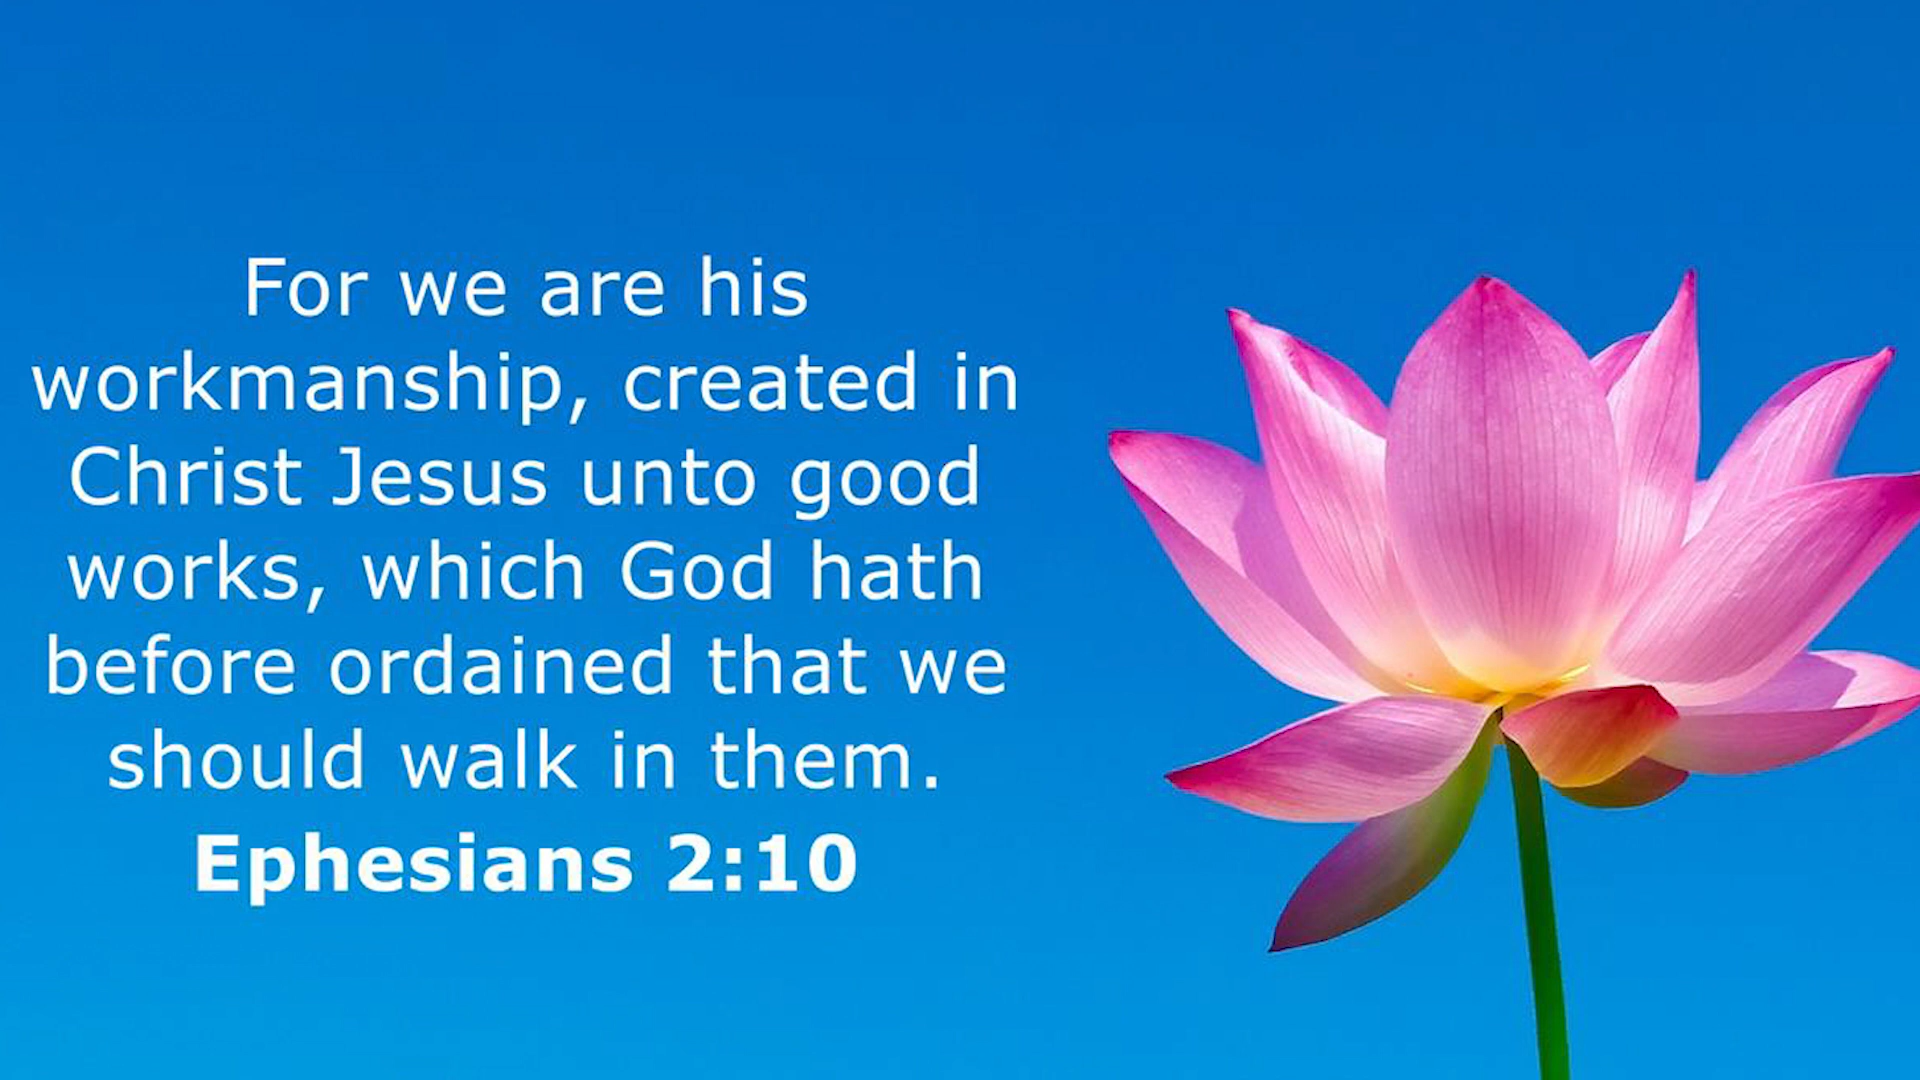 For we are his
workmanship, created in
Christ Jesus unto good
works, which God hath
before ordained that we
should walk in them.
Ephesians 2:10